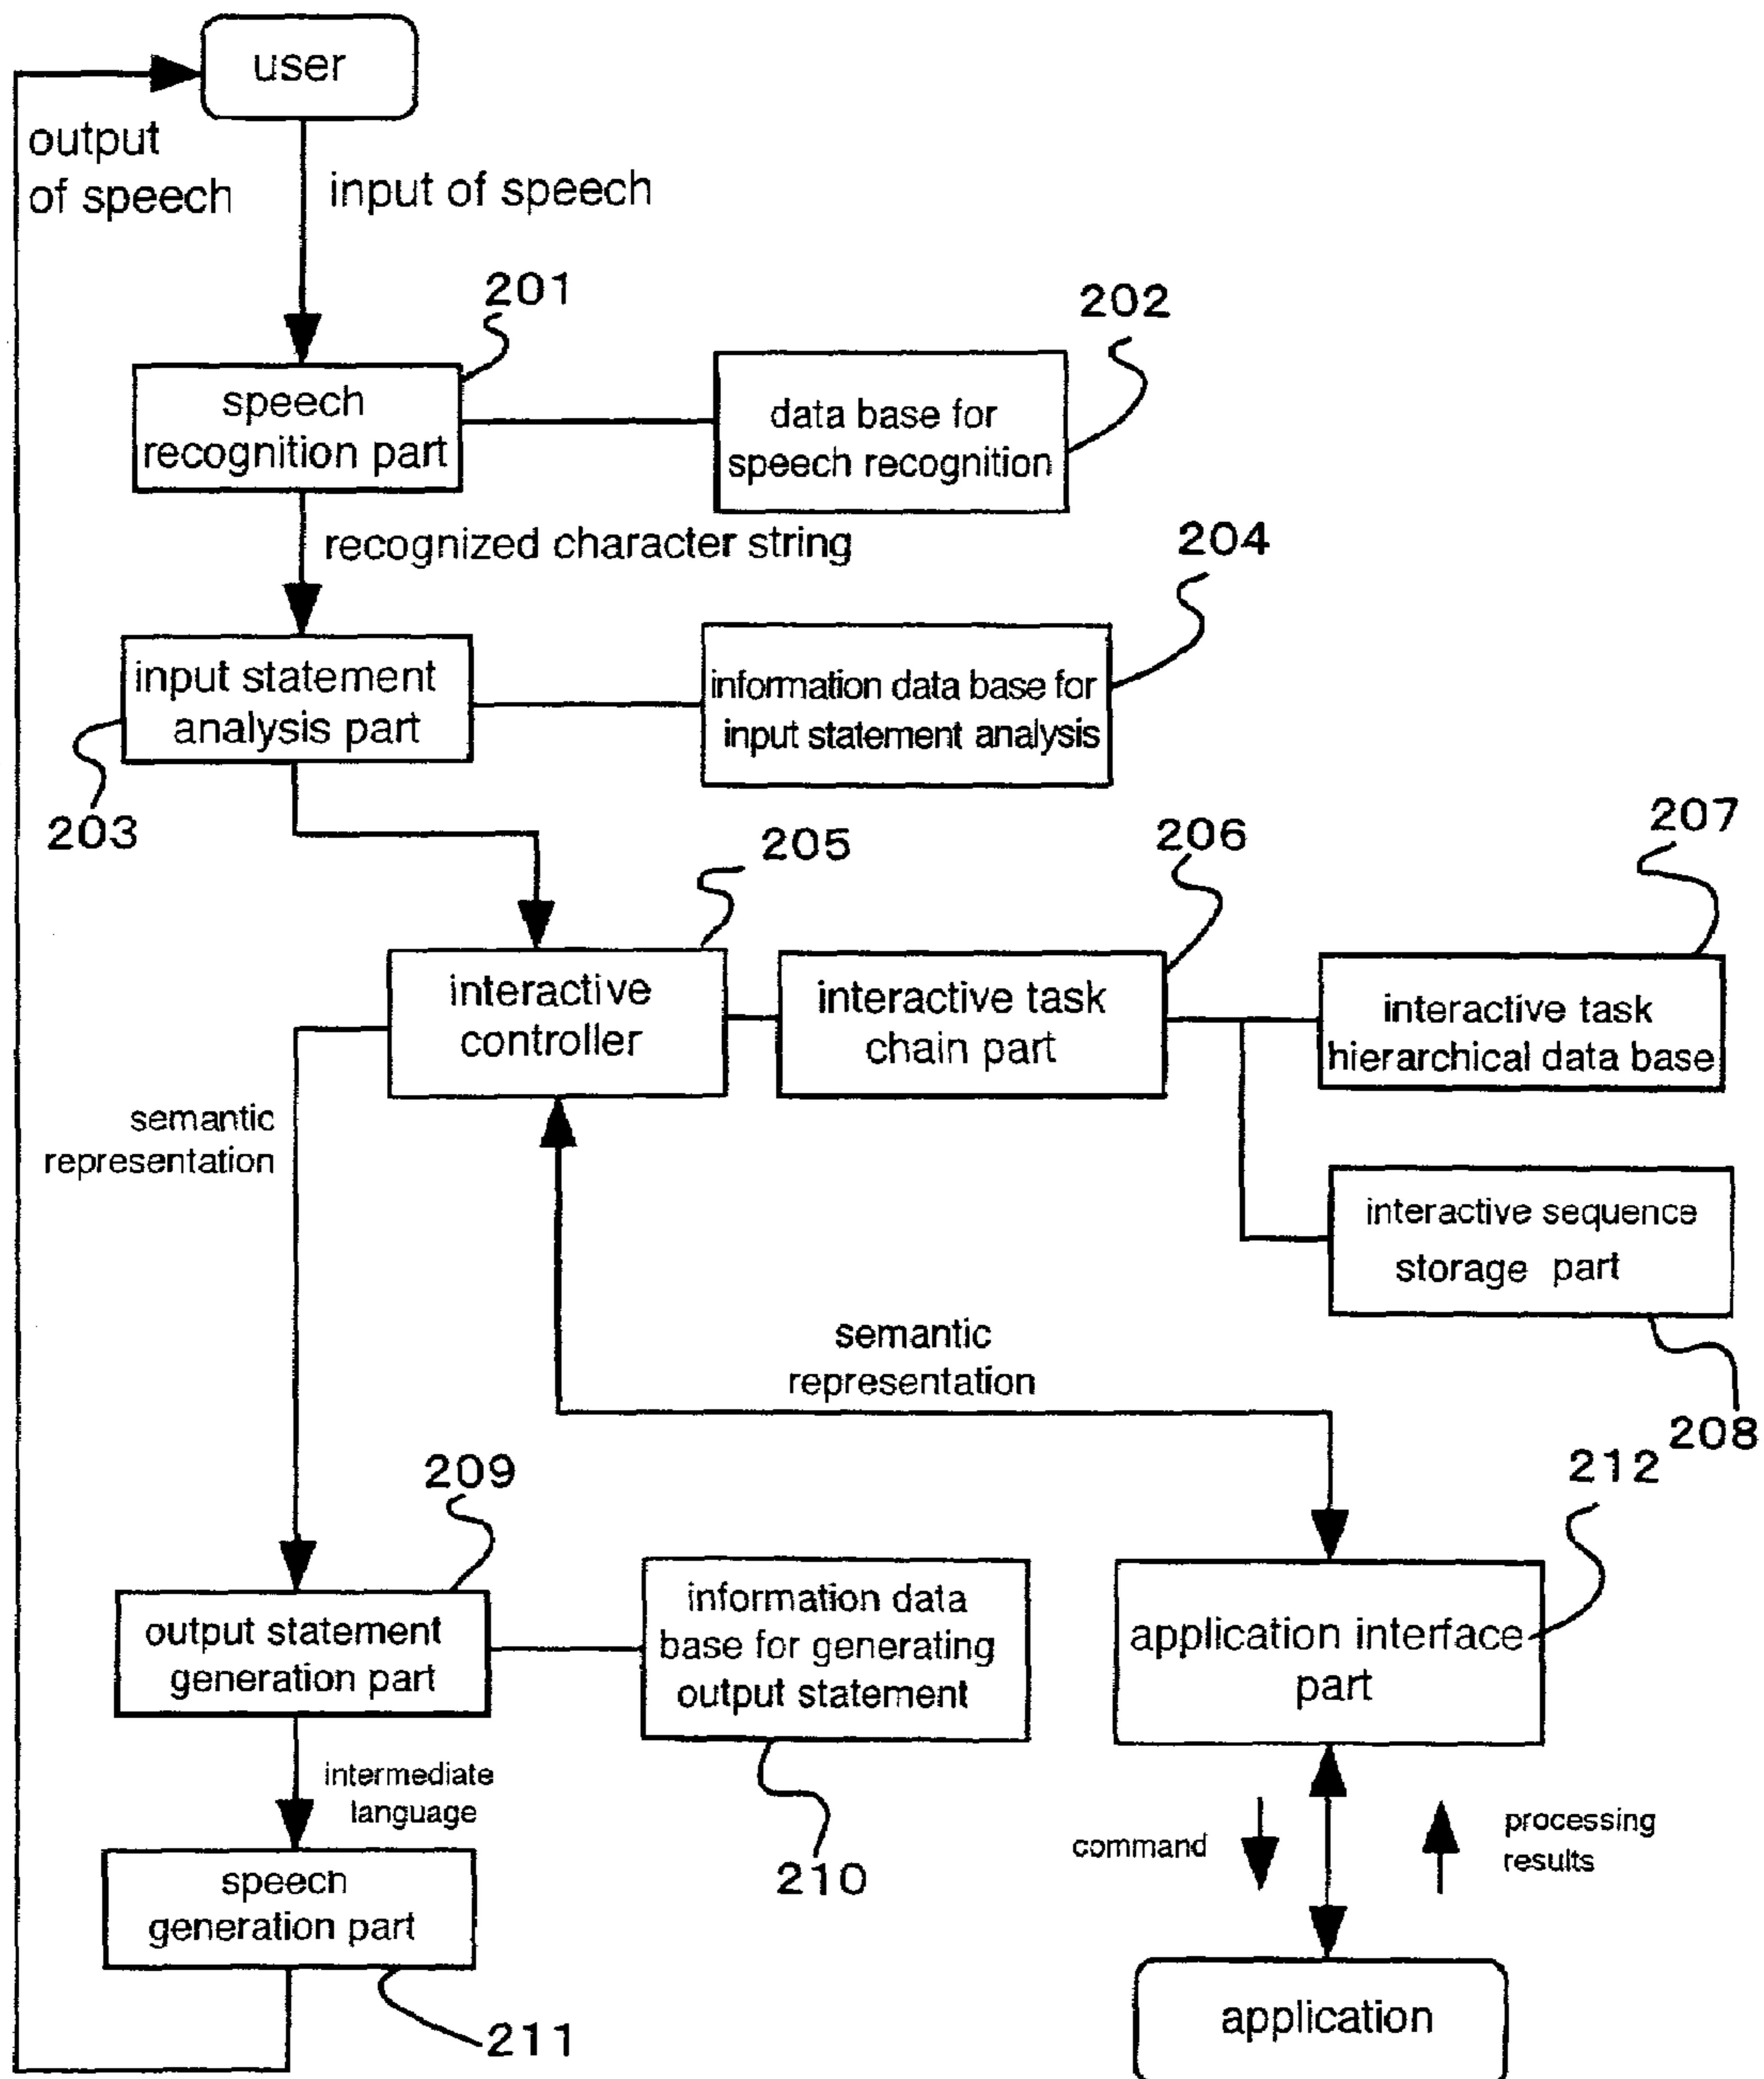 user
output
of speech
input of speech
201
202
speech
recognition part
data base for
speech recognition
recognized character string
204
input statement
analysis part
information data base for
input statement analysis
203
205
206
207
interactive
controller
interactive task
chain part
interactive task
hierarchical data base
semantic
representation
interactive sequence
storage part
semantic
representation
208
209
212
output statement
generation part
information data
base for generating
output statement
application interface
part
intermediate
language
210
command
processing
results
speech
generation part
211
application